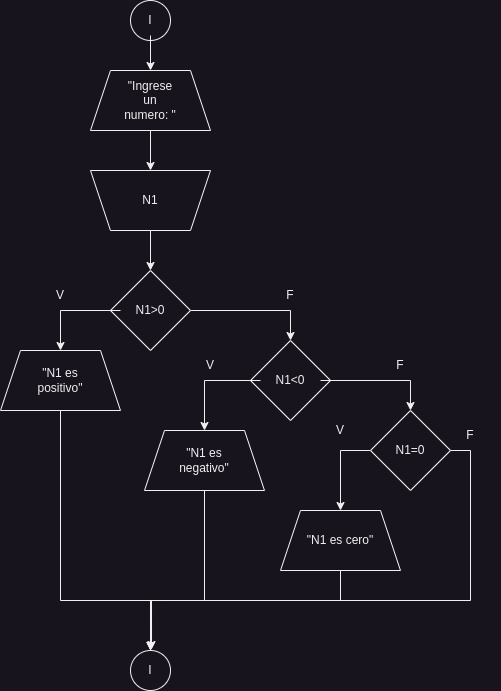 I
"Ingrese
un
numero: "
N1
V
N1>0
F
"N1 es
positivo"
V
N1<0
F
"N1 es
negativo"
V
N1=0
F
"N1 es cero"
I